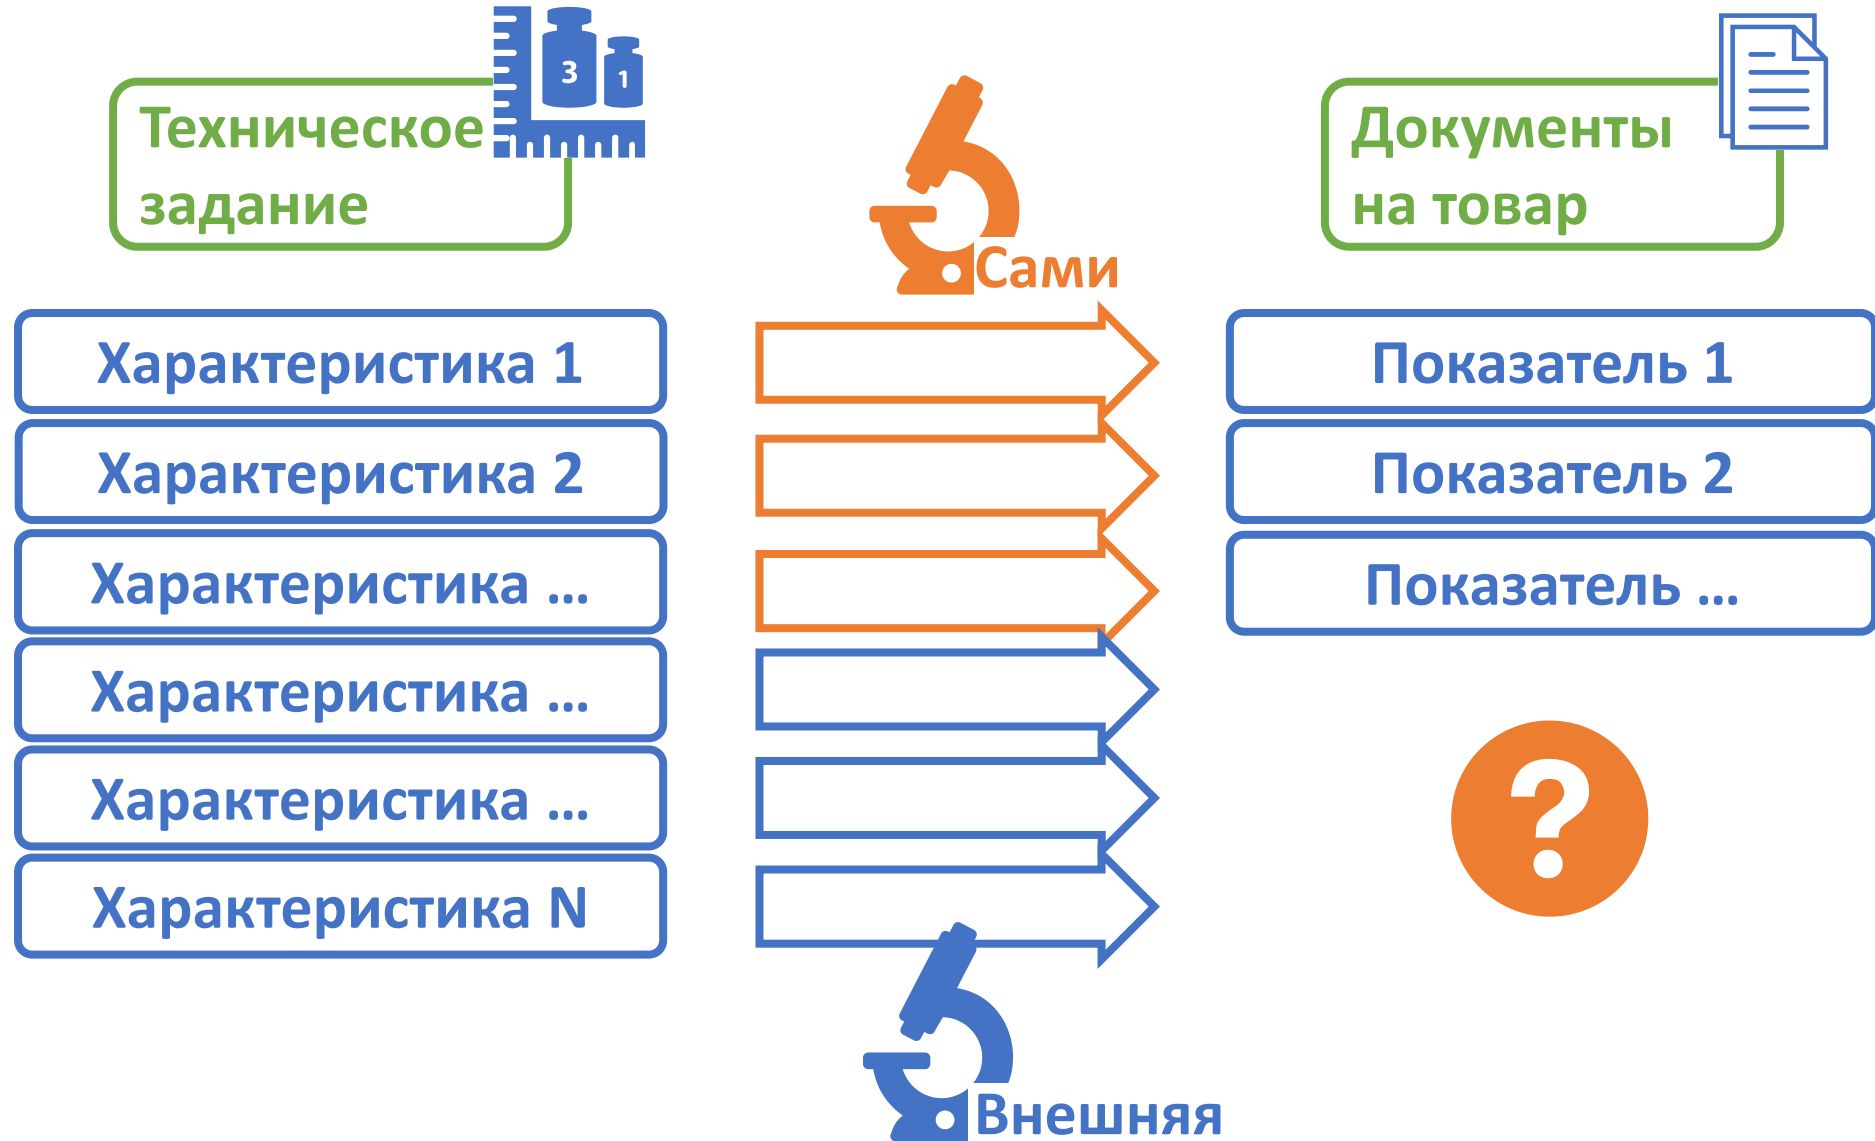 3
1
Техническое
задание
Сами
Документы
на товар
Характеристика 1
Показатель 1
Характеристика 2
Показатель 2
Характеристика ...
Показатель ...
Характеристика ...
Характеристика ...
?
Характеристика N
Внешняя